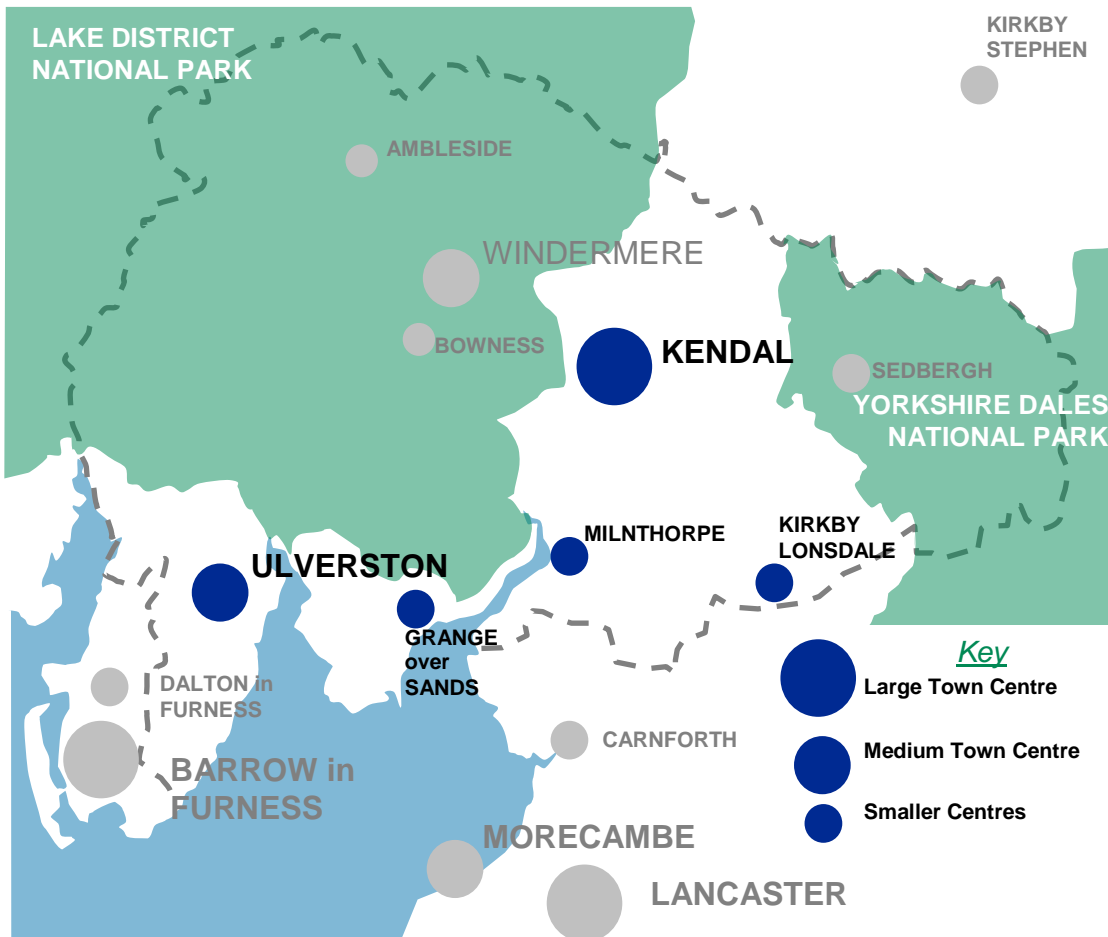 LAKE DISTRICT
NATIONAL PARK
KIRKBY
STEPHEN
AMBLESIDE
WINDERMERE
BOWNESS
KENDAL
SEDBERGH
YORKSHIRE DALES
NATIONAL PARK
MILNTHORPE
KIRKBY
LONSDALE
ULVERSTON
GRANGE
over
SANDS
DALTON in
FURNESS
BARROW in
FURNESS
CARNFORTH
MORECAMBE
LANCASTER
Key
Large Town Centre
Medium Town Centre
Smaller Centres